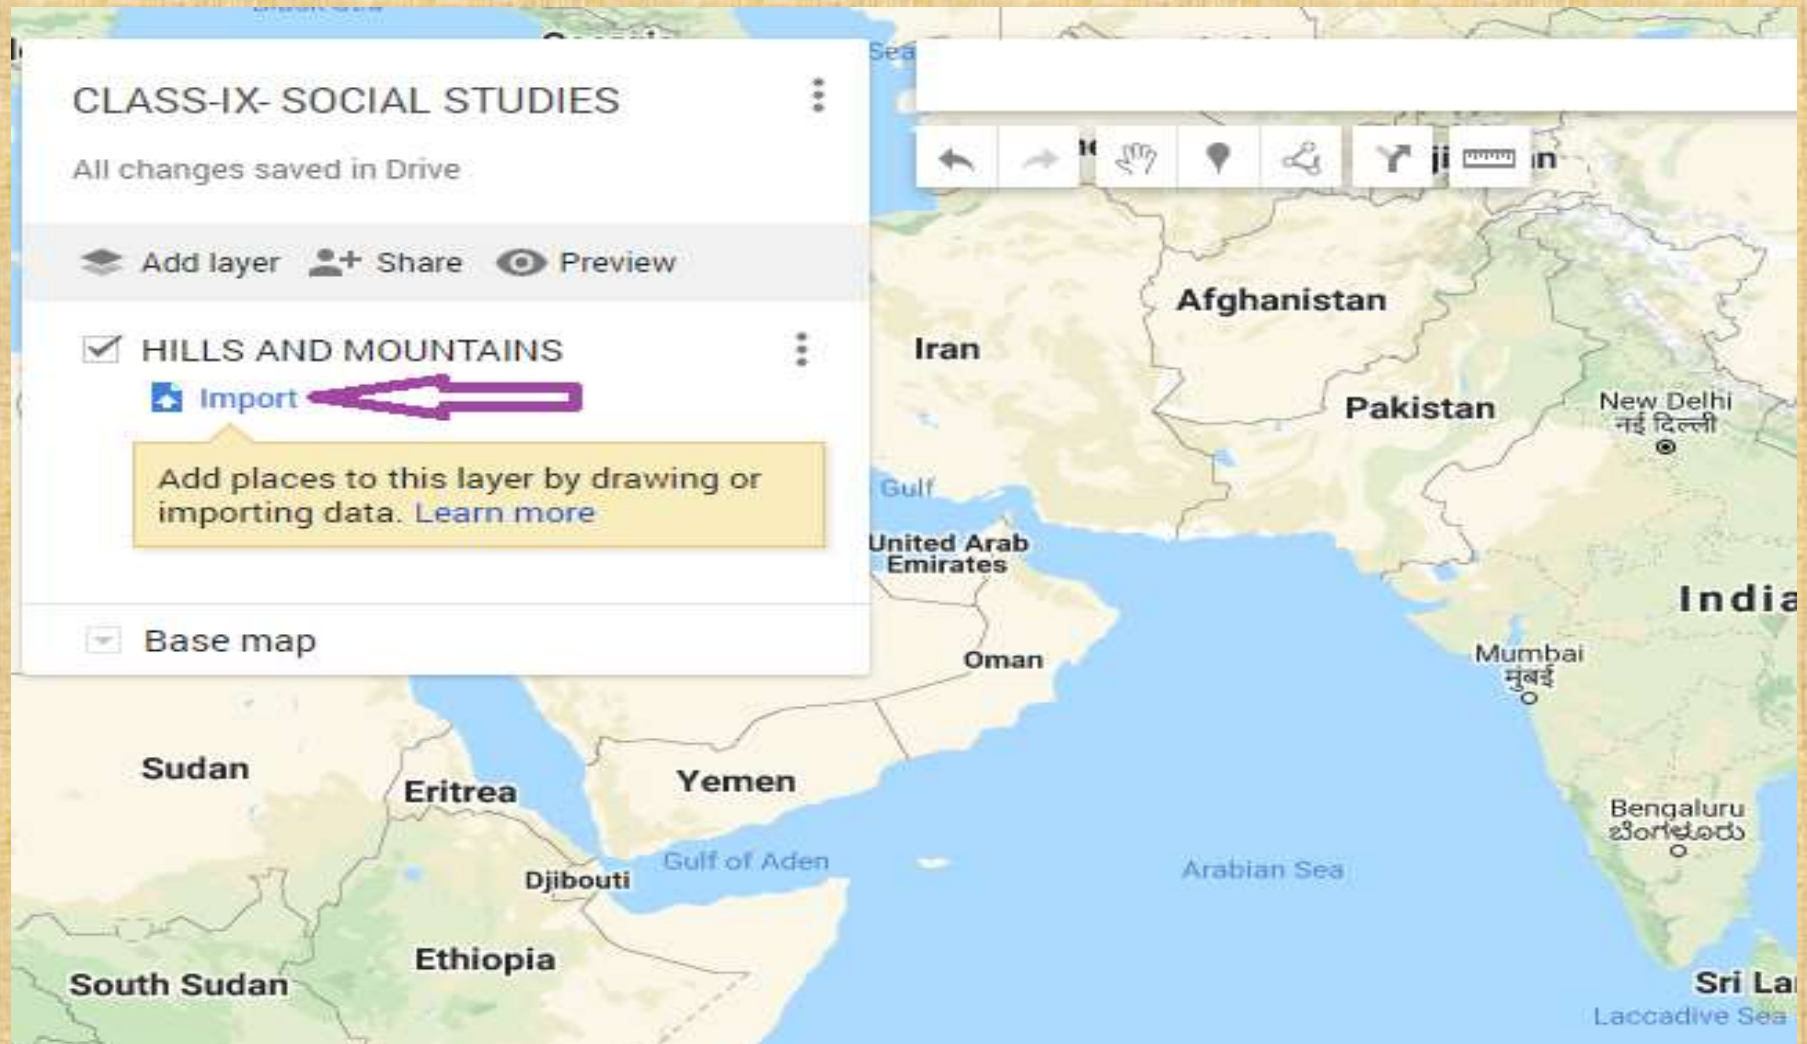 CLASS-IX- SOCIAL STUDIES
All changes saved in Drive
Add layer Share Preview
HILLS AND MOUNTAINS
Import
Add places to this layer by drawing or
importing data. Learn more
Base map
Sea
Afghanistan
Iran
Pakistan
New Delhi
नई दिल्ली
Gulf
United Arab
Emirates
India
Oman
Mumbai
मुंबई
Sudan
Eritrea
Yemen
Bengaluru
ಬೆಂಗಳೂರು
Gulf of Aden
Djibouti
Arabian Sea
Ethiopia
South Sudan
Sri La
Laccadive Sea